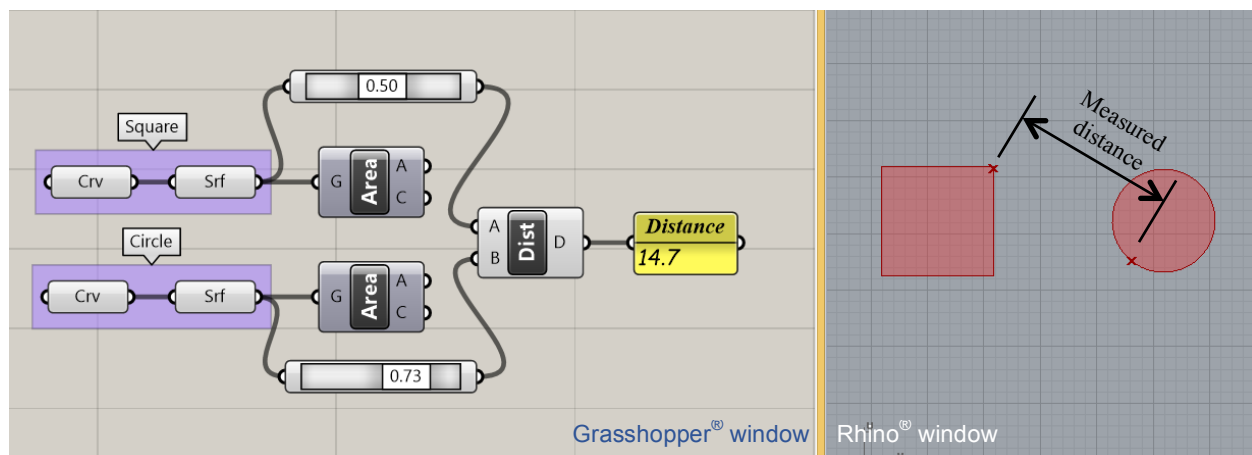 0.50
Square
Crv
Srf
G
Area
A
C
Circle
Crv
Srf
G
Area
A
C
0.73
A
B
Dist
D
Distance
14.7
Grasshopper® window
Measured
distance
Rhino® window